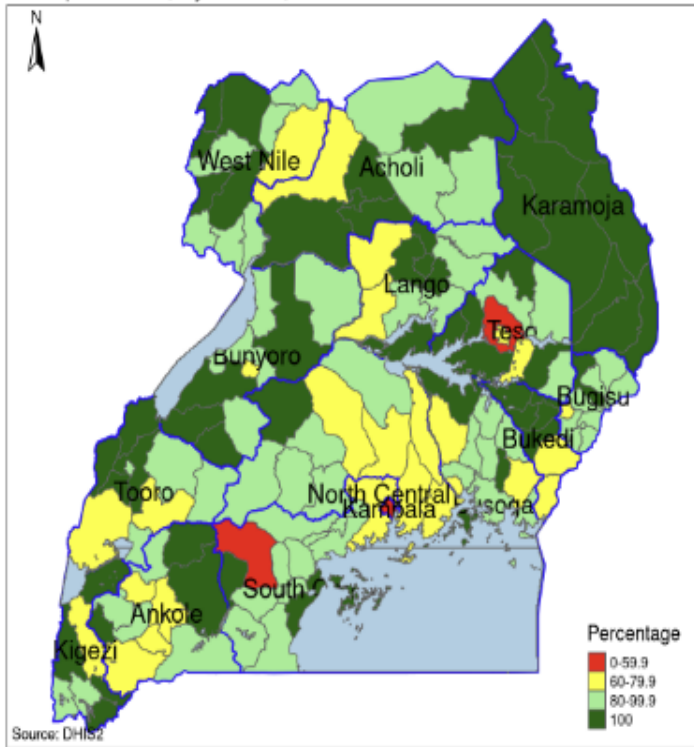 N
West Nile
Acholi
Karamoja
Lango
Teso
Bunyoro
Bugisu
Bukedi
Tooro
North Central
Kampala
South
Ankole
Kigezi
Percentage
0-59.9
60-79.9
80-99.9
100
Source: DHIS2